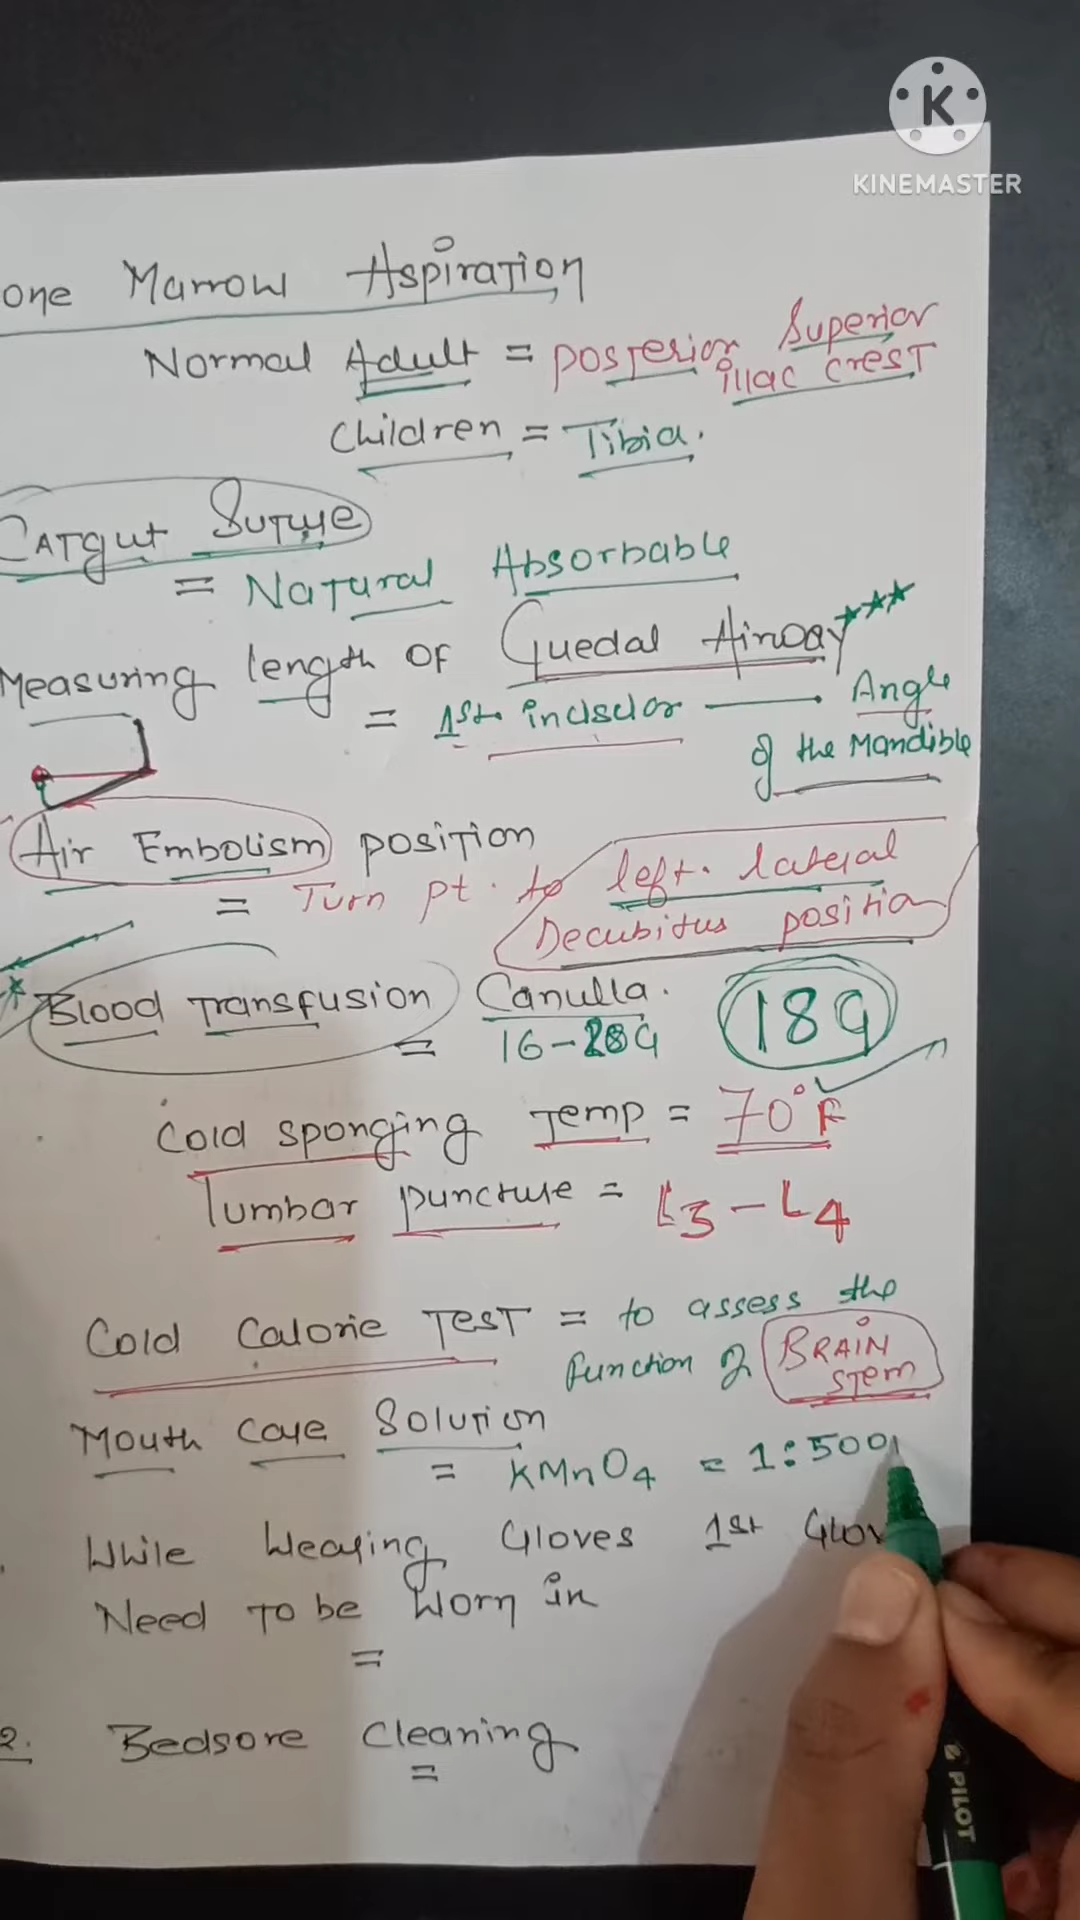 K
KINEMASTER
one Marrow Aspiration
Normal Adult = Posterior Superior
illac crest
Children = Tibia.
Catgut Suture
= Natural Absorbable
Measuring length of Guedal Airway ***
= 1st incisior — Angle
of the Mandible
Air Embolism position
= Turn pt. to left. lateral
Decubitus position
* Blood Transfusion Canulla.
= 16-18G 18G
Cold sponging Temp = 70°F
Lumbar puncture = L3-L4
Cold Calorie Test = to assess the
function of BRAIN
STEM
Mouth Care Solution
= KMnO4 = 1:500
While Wearing Gloves 1st
Need To be Worn in
=
2. Bedsore Cleaning
=
PILOT